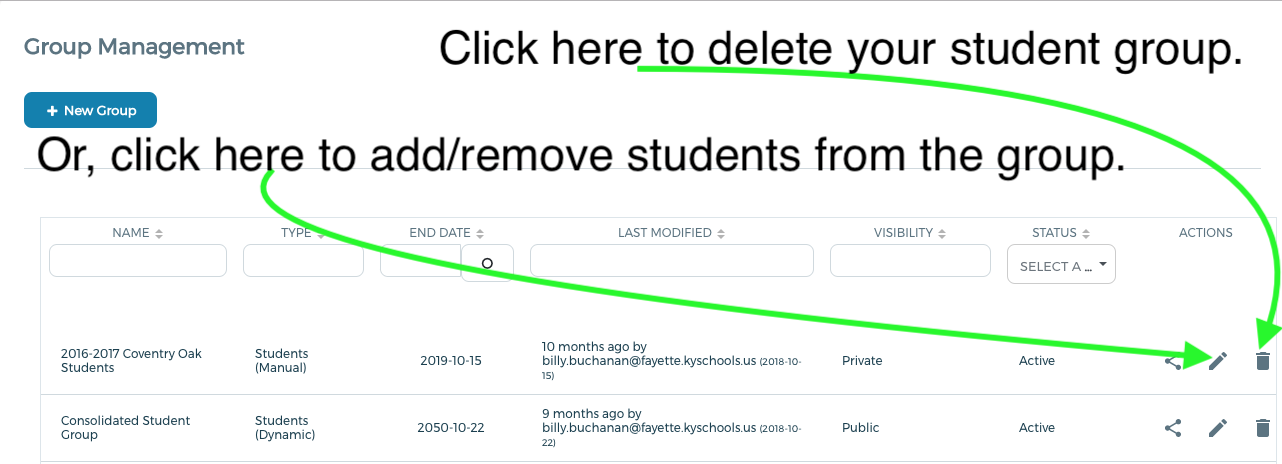 Group Management
Click here to delete your student group.
+ New Group
Or, click here to add/remove students from the group.
NAME TYPE END DATE LAST MODIFIED VISIBILITY STATUS ACTIONS
SELECT A ...
2016-2017 Coventry Oak
Students
Students
(Manual)
2019-10-15
10 months ago by
billy.buchanan@fayette.kyschools.us (2018-10-
15)
Private
Active
Consolidated Student
Group
Students
(Dynamic)
2050-10-22
9 months ago by
billy.buchanan@fayette.kyschools.us (2018-10-
22)
Public
Active